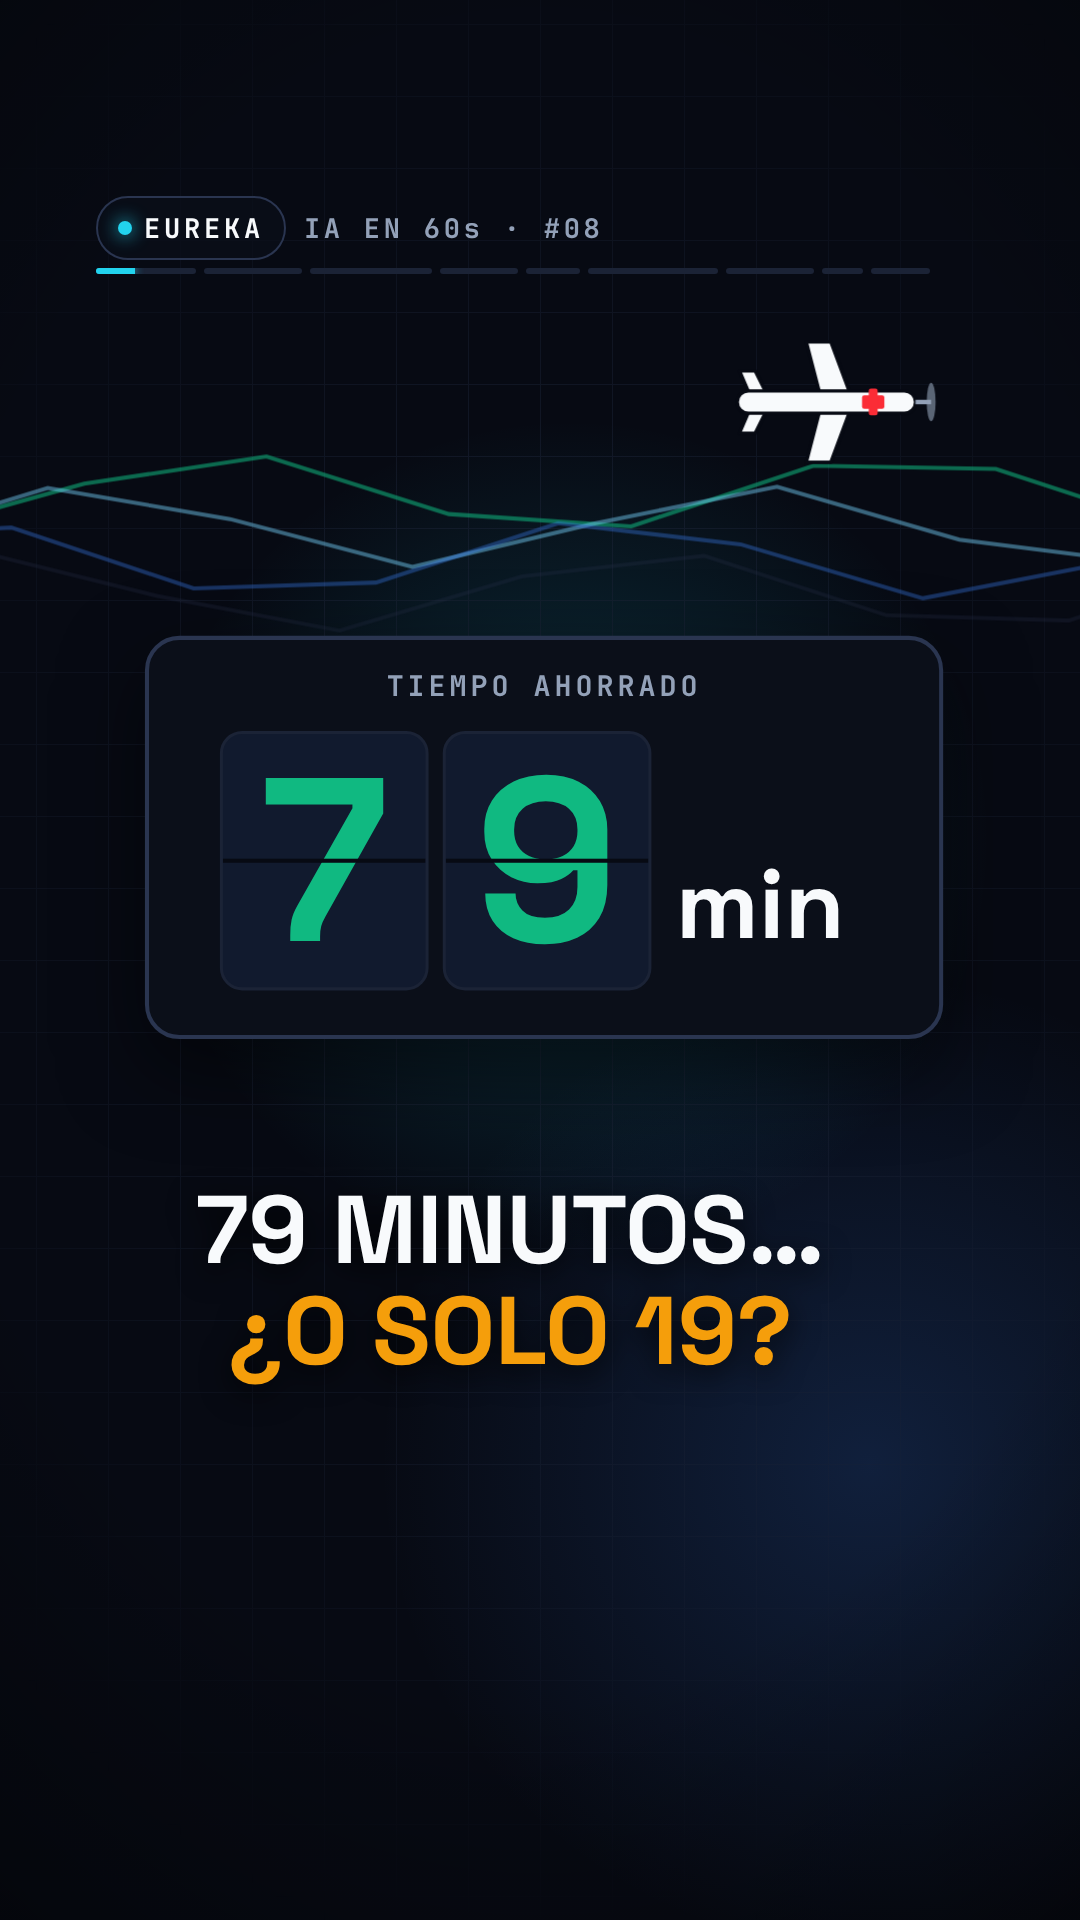 EUREKA IA EN 60s · #08
TIEMPO AHORRADO
79 min
79 MINUTOS...
¿O SOLO 19?